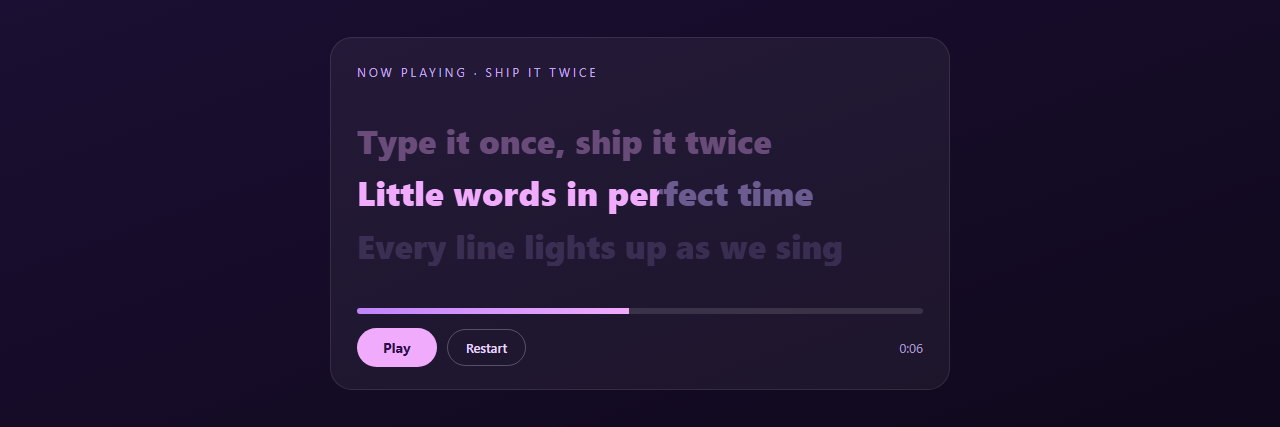 NOW PLAYING · SHIP IT TWICE
Type it once, ship it twice
Little words in perfect time
Every line lights up as we sing
Play
Restart
0:06